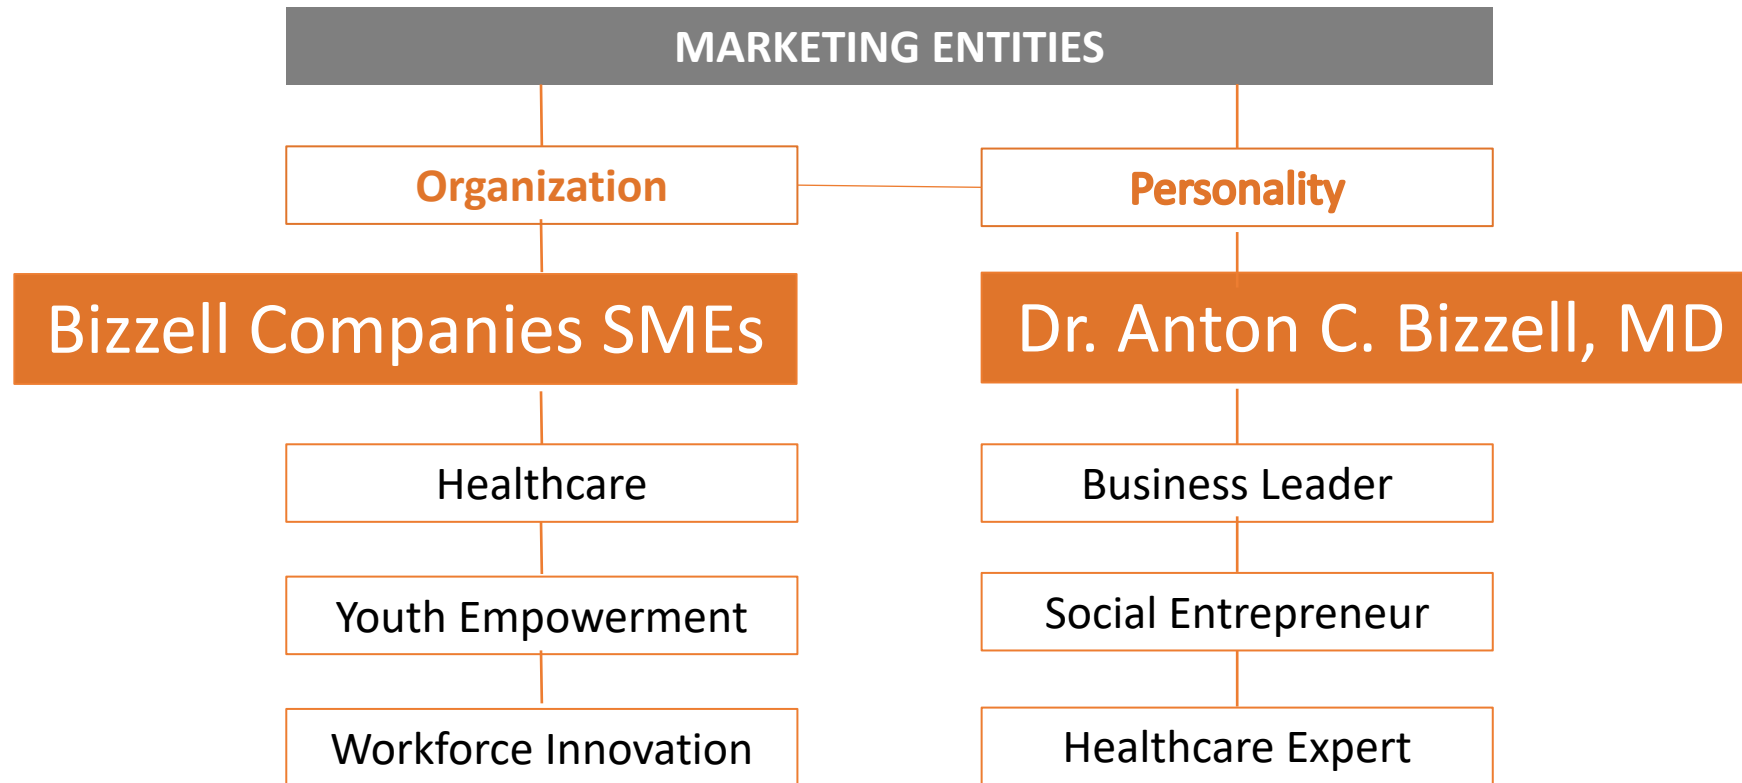 MARKETING ENTITIES
Organization
Personality
Bizzell Companies SMEs
Dr. Anton C. Bizzell, MD
Healthcare
Business Leader
Youth Empowerment
Social Entrepreneur
Workforce Innovation
Healthcare Expert